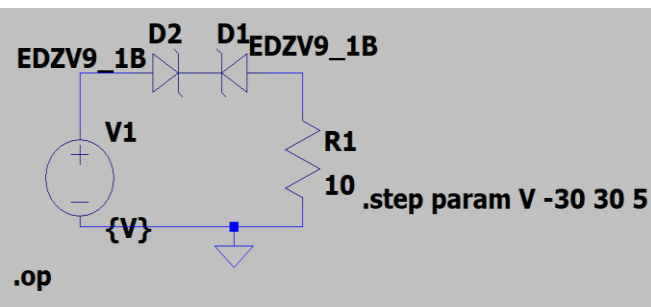 D2 D1
EDZV9_1B EDZV9_1B
V1
R1
10
.step param V -30 30 5
{V}
.op